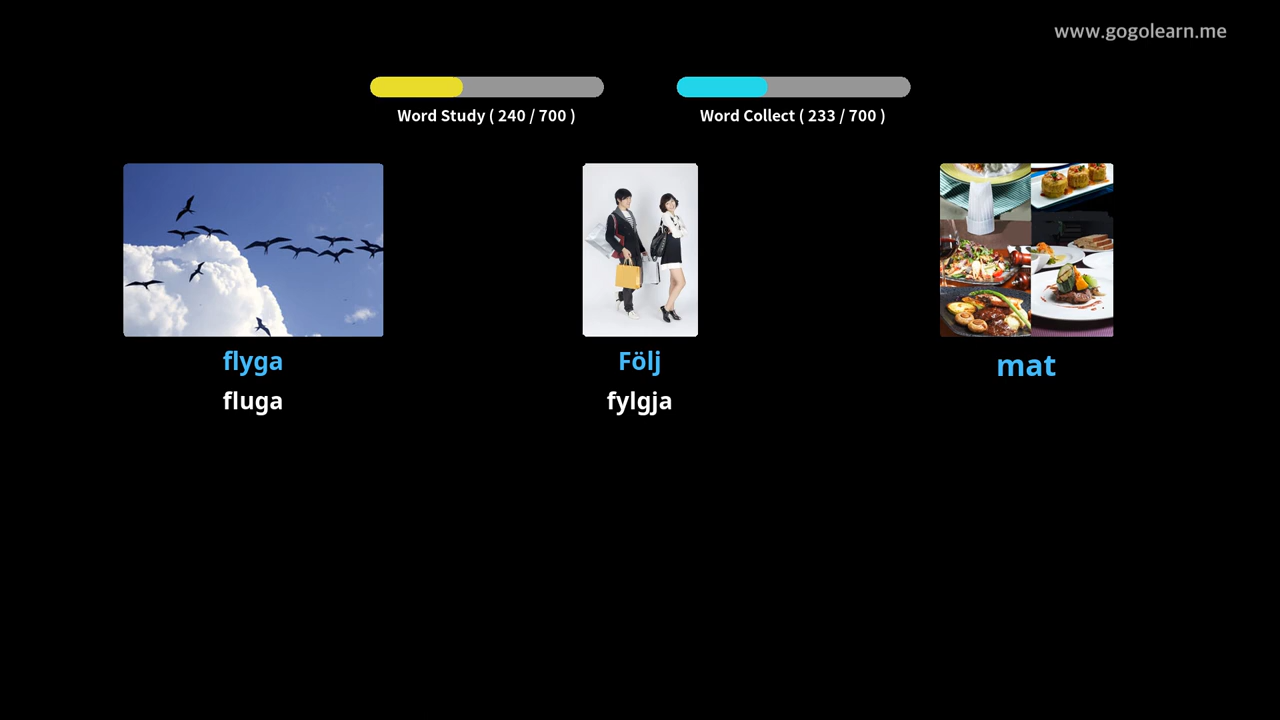 www.gogolearn.me
Word Study ( 240 / 700 )
Word Collect ( 233 / 700 )
flyga
fluga
Följ
fylgja
mat